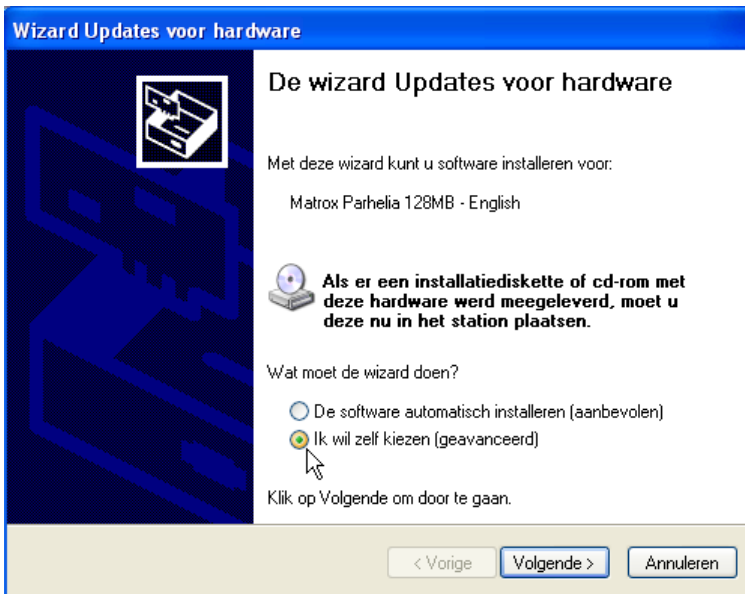 Wizard Updates voor hardware
De wizard Updates voor hardware
Met deze wizard kunt u software installeren voor:
Matrox Parhelia 128MB - English
Als er een installatiediskette of cd-rom met
deze hardware werd meegeleverd, moet u
deze nu in het station plaatsen.
Wat moet de wizard doen?
De software automatisch installeren (aanbevolen)
Ik wil zelf kiezen (geavanceerd)
Klik op Volgende om door te gaan.
< Vorige Volgende > Annuleren